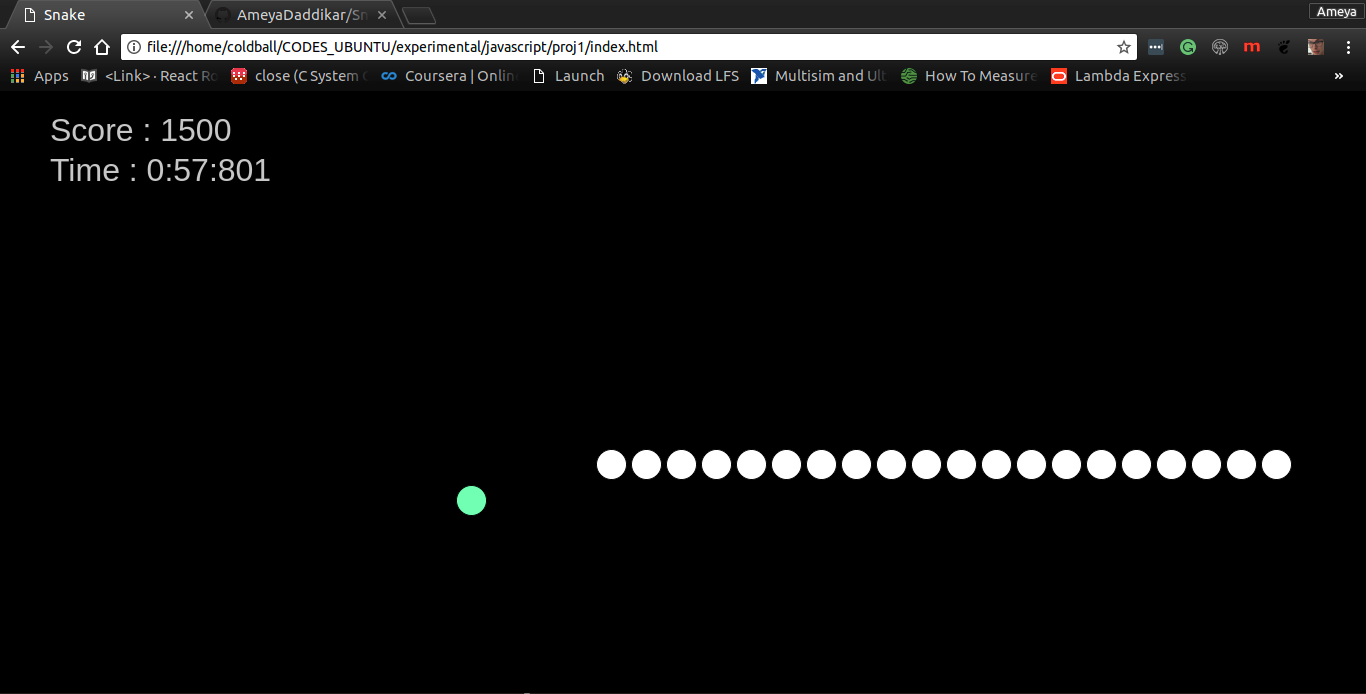 Snake
AmeyaDaddikar/Sn
Ameya
file:///home/coldball/CODES_UBUNTU/experimental/javascript/proj1/index.html
Apps <Link> · React Ro close (C System Coursera | Onlin Launch Download LFS Multisim and Ult How To Measure Lambda Express »
Score : 1500
Time : 0:57:801